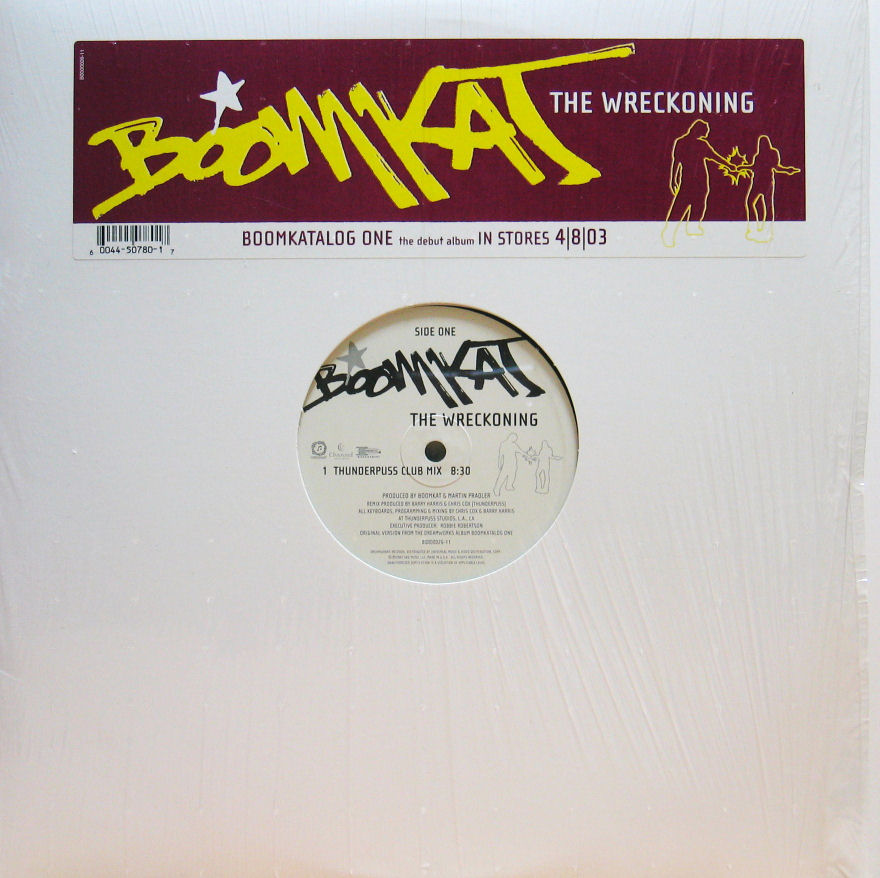 BOOMKAT
THE WRECKONING
6 0044-50780-1 7
BOOMKATALOG ONE the debut album IN STORES 4|8|03
SIDE ONE
BOOMKAT
THE WRECKONING
1 THUNDERPUSS CLUB MIX 8:30
PRODUCED BY BOOMKAT & MARTIN PRADLER
REMIX PRODUCED BY BARRY HARRIS & CHRIS COX (THUNDERPUSS)
ALL KEYBOARDS, PROGRAMMING & MIXING BY CHRIS COX & BARRY HARRIS
AT THUNDERPUSS STUDIOS, L.A., CA
EXECUTIVE PRODUCER: ROBBIE ROBERTSON
ORIGINAL VERSION FROM THE DREAMWORKS ALBUM BOOMKATALOG ONE